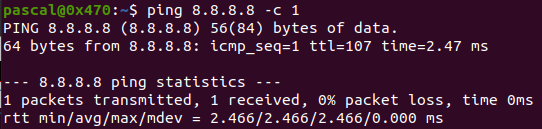 pascal@0x470:~$ ping 8.8.8.8 -c 1
PING 8.8.8.8 (8.8.8.8) 56(84) bytes of data.
64 bytes from 8.8.8.8: icmp_seq=1 ttl=107 time=2.47 ms

--- 8.8.8.8 ping statistics ---
1 packets transmitted, 1 received, 0% packet loss, time 0ms
rtt min/avg/max/mdev = 2.466/2.466/2.466/0.000 ms